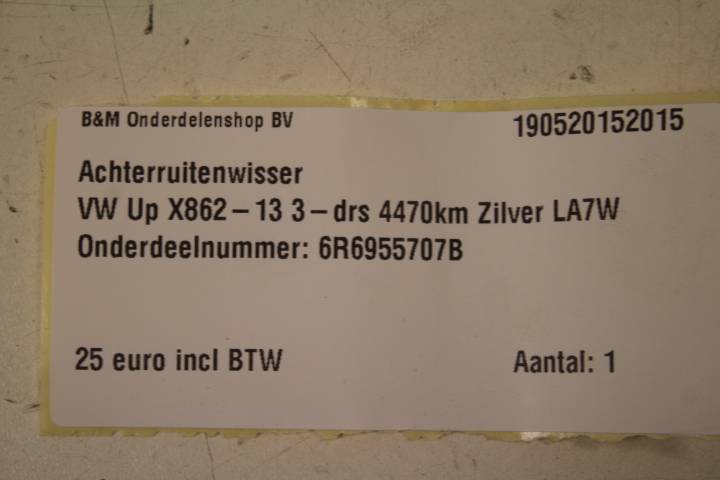 B&M Onderdelenshop BV 190520152015
Achterruitenwisser
VW Up X862-13 3-drs 4470km Zilver LA7W
Onderdeelnummer: 6R6955707B
25 euro incl BTW Aantal: 1